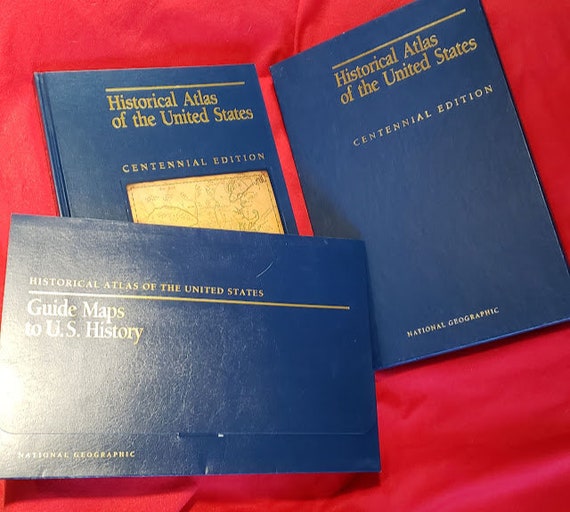 Historical Atlas
of the United States
CENTENNIAL EDITION
Historical Atlas
of the United States
CENTENNIAL EDITION
NATIONAL GEOGRAPHIC
HISTORICAL ATLAS OF THE UNITED STATES
Guide Maps
to U.S. History
NATIONAL GEOGRAPHIC